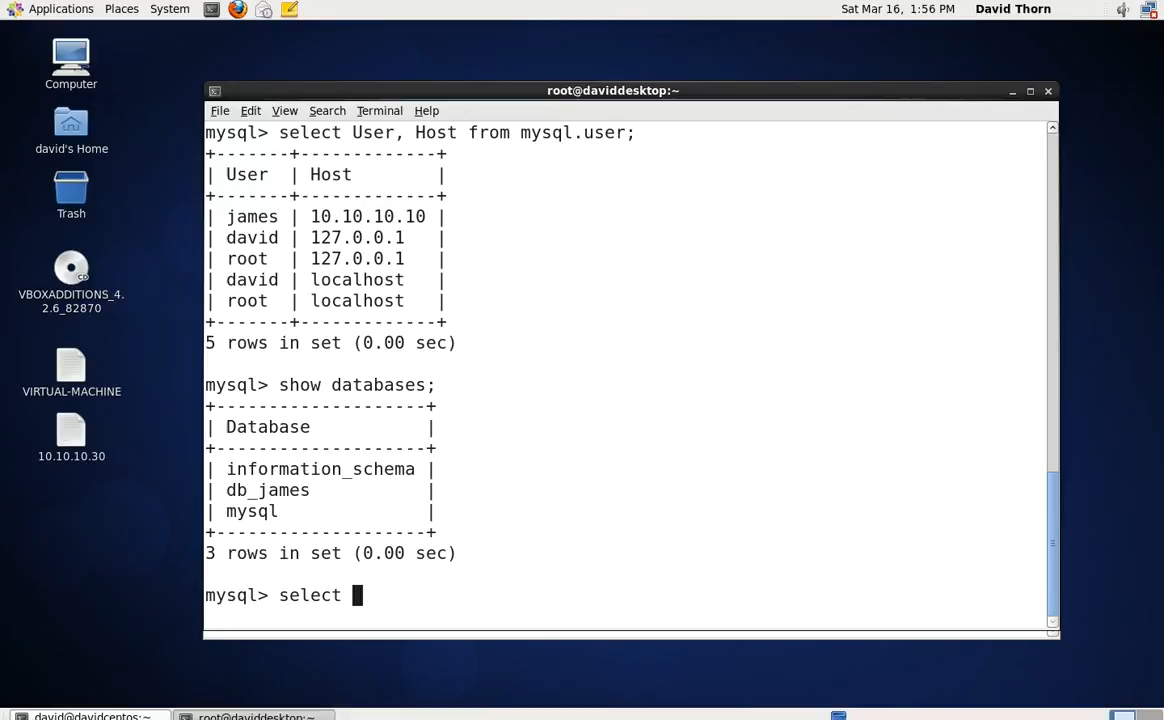 Applications Places System Sat Mar 16, 1:56 PM David Thorn
Computer
david's Home
Trash
VBOXADDITIONS_4.
2.6_82870
VIRTUAL-MACHINE
10.10.10.30
root@daviddesktop:~
File Edit View Search Terminal Help
mysql> select User, Host from mysql.user;
+-------+-------------+
| User  | Host        |
+-------+-------------+
| james | 10.10.10.10 |
| david | 127.0.0.1   |
| root  | 127.0.0.1   |
| david | localhost   |
| root  | localhost   |
+-------+-------------+
5 rows in set (0.00 sec)
mysql> show databases;
+--------------------+
| Database           |
+--------------------+
| information_schema |
| db_james           |
| mysql              |
+--------------------+
3 rows in set (0.00 sec)
mysql> select
david@davidcentos:~ root@daviddesktop:~